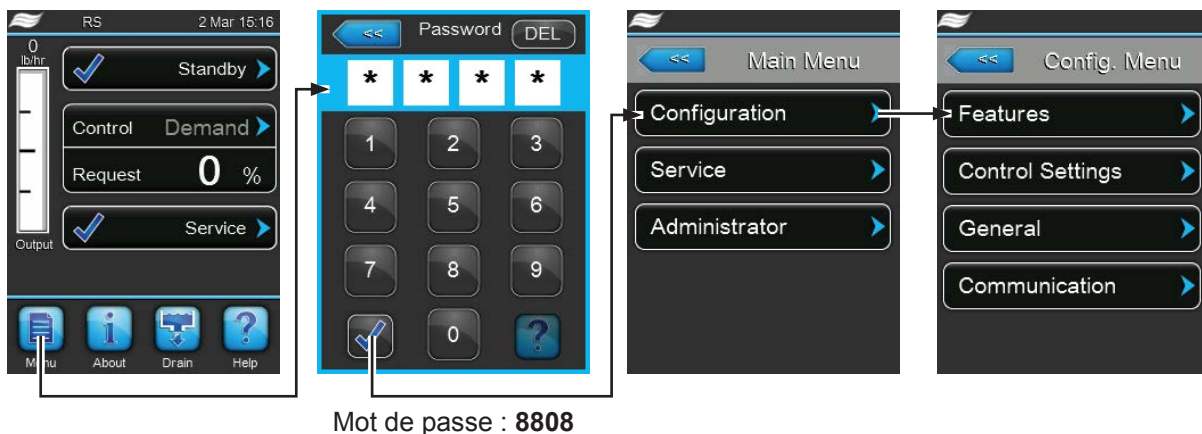 RS 2 Mar 15:16
0
lb/hr
Standby
Control Demand
Request 0 %
Output
Service
Menu About Drain Help
<< Password DEL
* * * *
1 2 3
4 5 6
7 8 9
0 ?
<< Main Menu
Configuration
Service
Administrator
<< Config. Menu
Features
Control Settings
General
Communication
Mot de passe : 8808